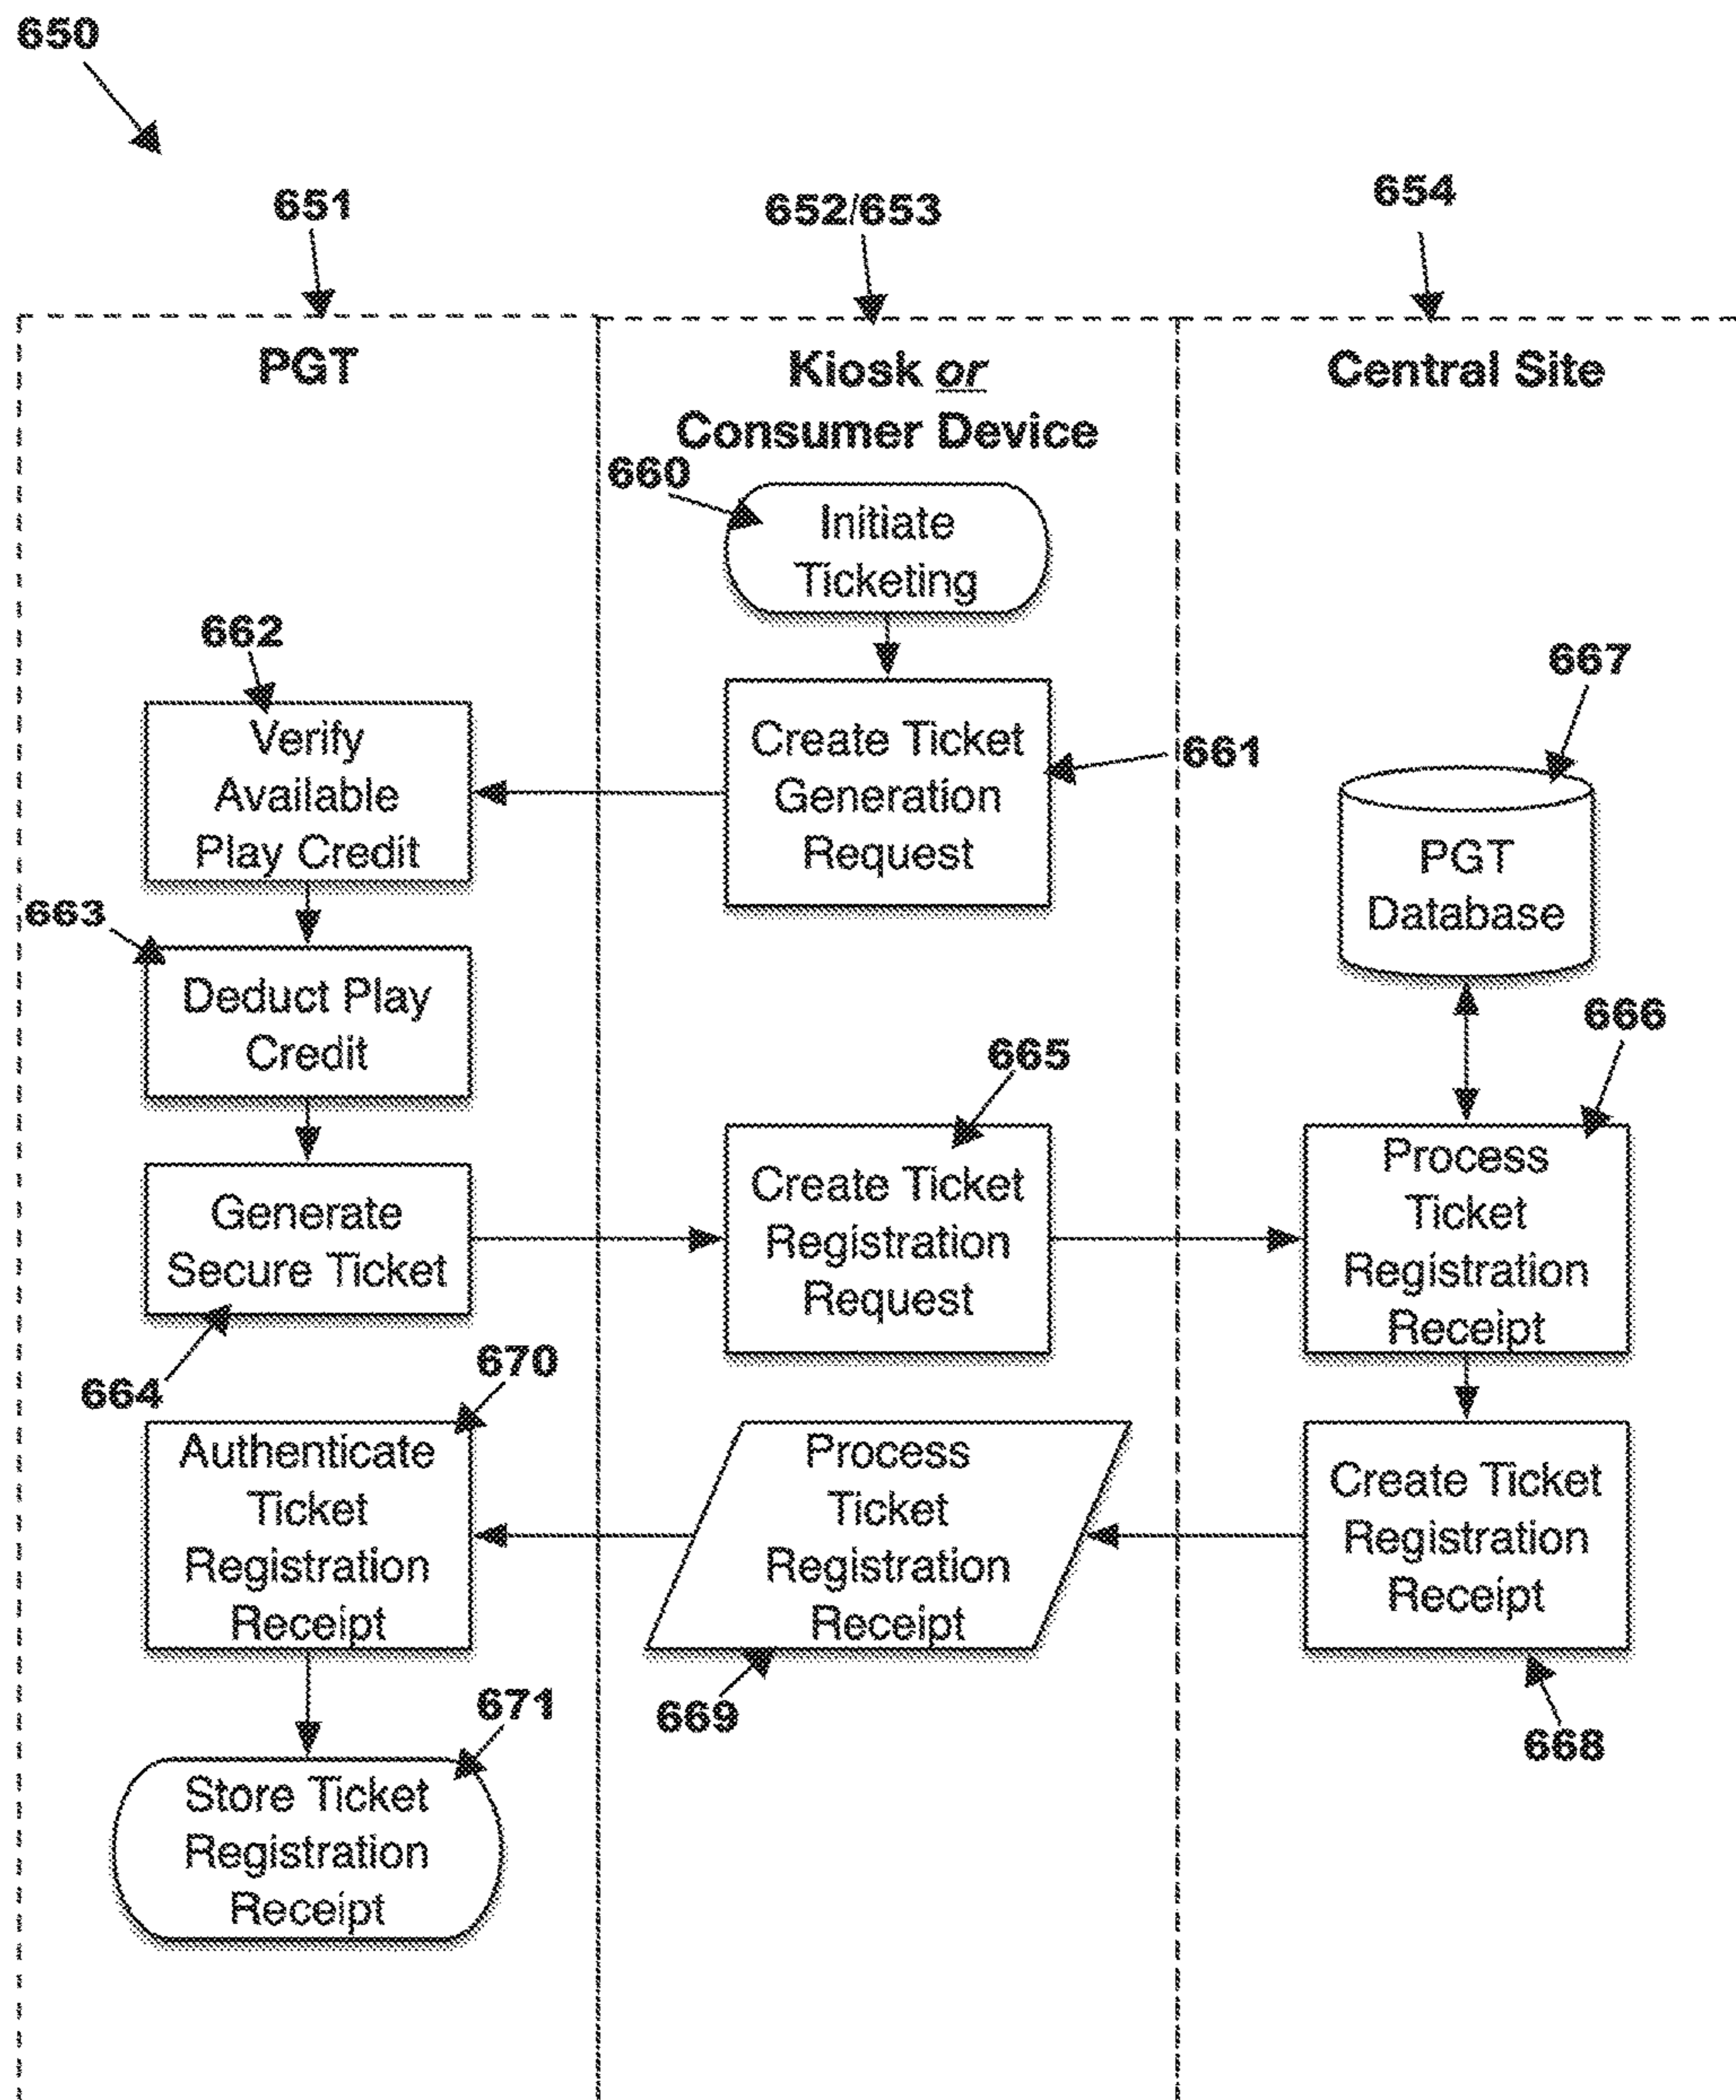 650
651
652/653
654
PGT
Kiosk or
Consumer Device
Central Site
660
Initiate
Ticketing
662
667
Verify
Available
Play Credit
Create Ticket
Generation
Request
661
PGT
Database
663
Deduct Play
Credit
666
665
Generate
Secure Ticket
Create Ticket
Registration
Request
Process
Ticket
Registration
Receipt
664
670
Authenticate
Ticket
Registration
Receipt
Process
Ticket
Registration
Receipt
Create Ticket
Registration
Receipt
671
669
668
Store Ticket
Registration
Receipt